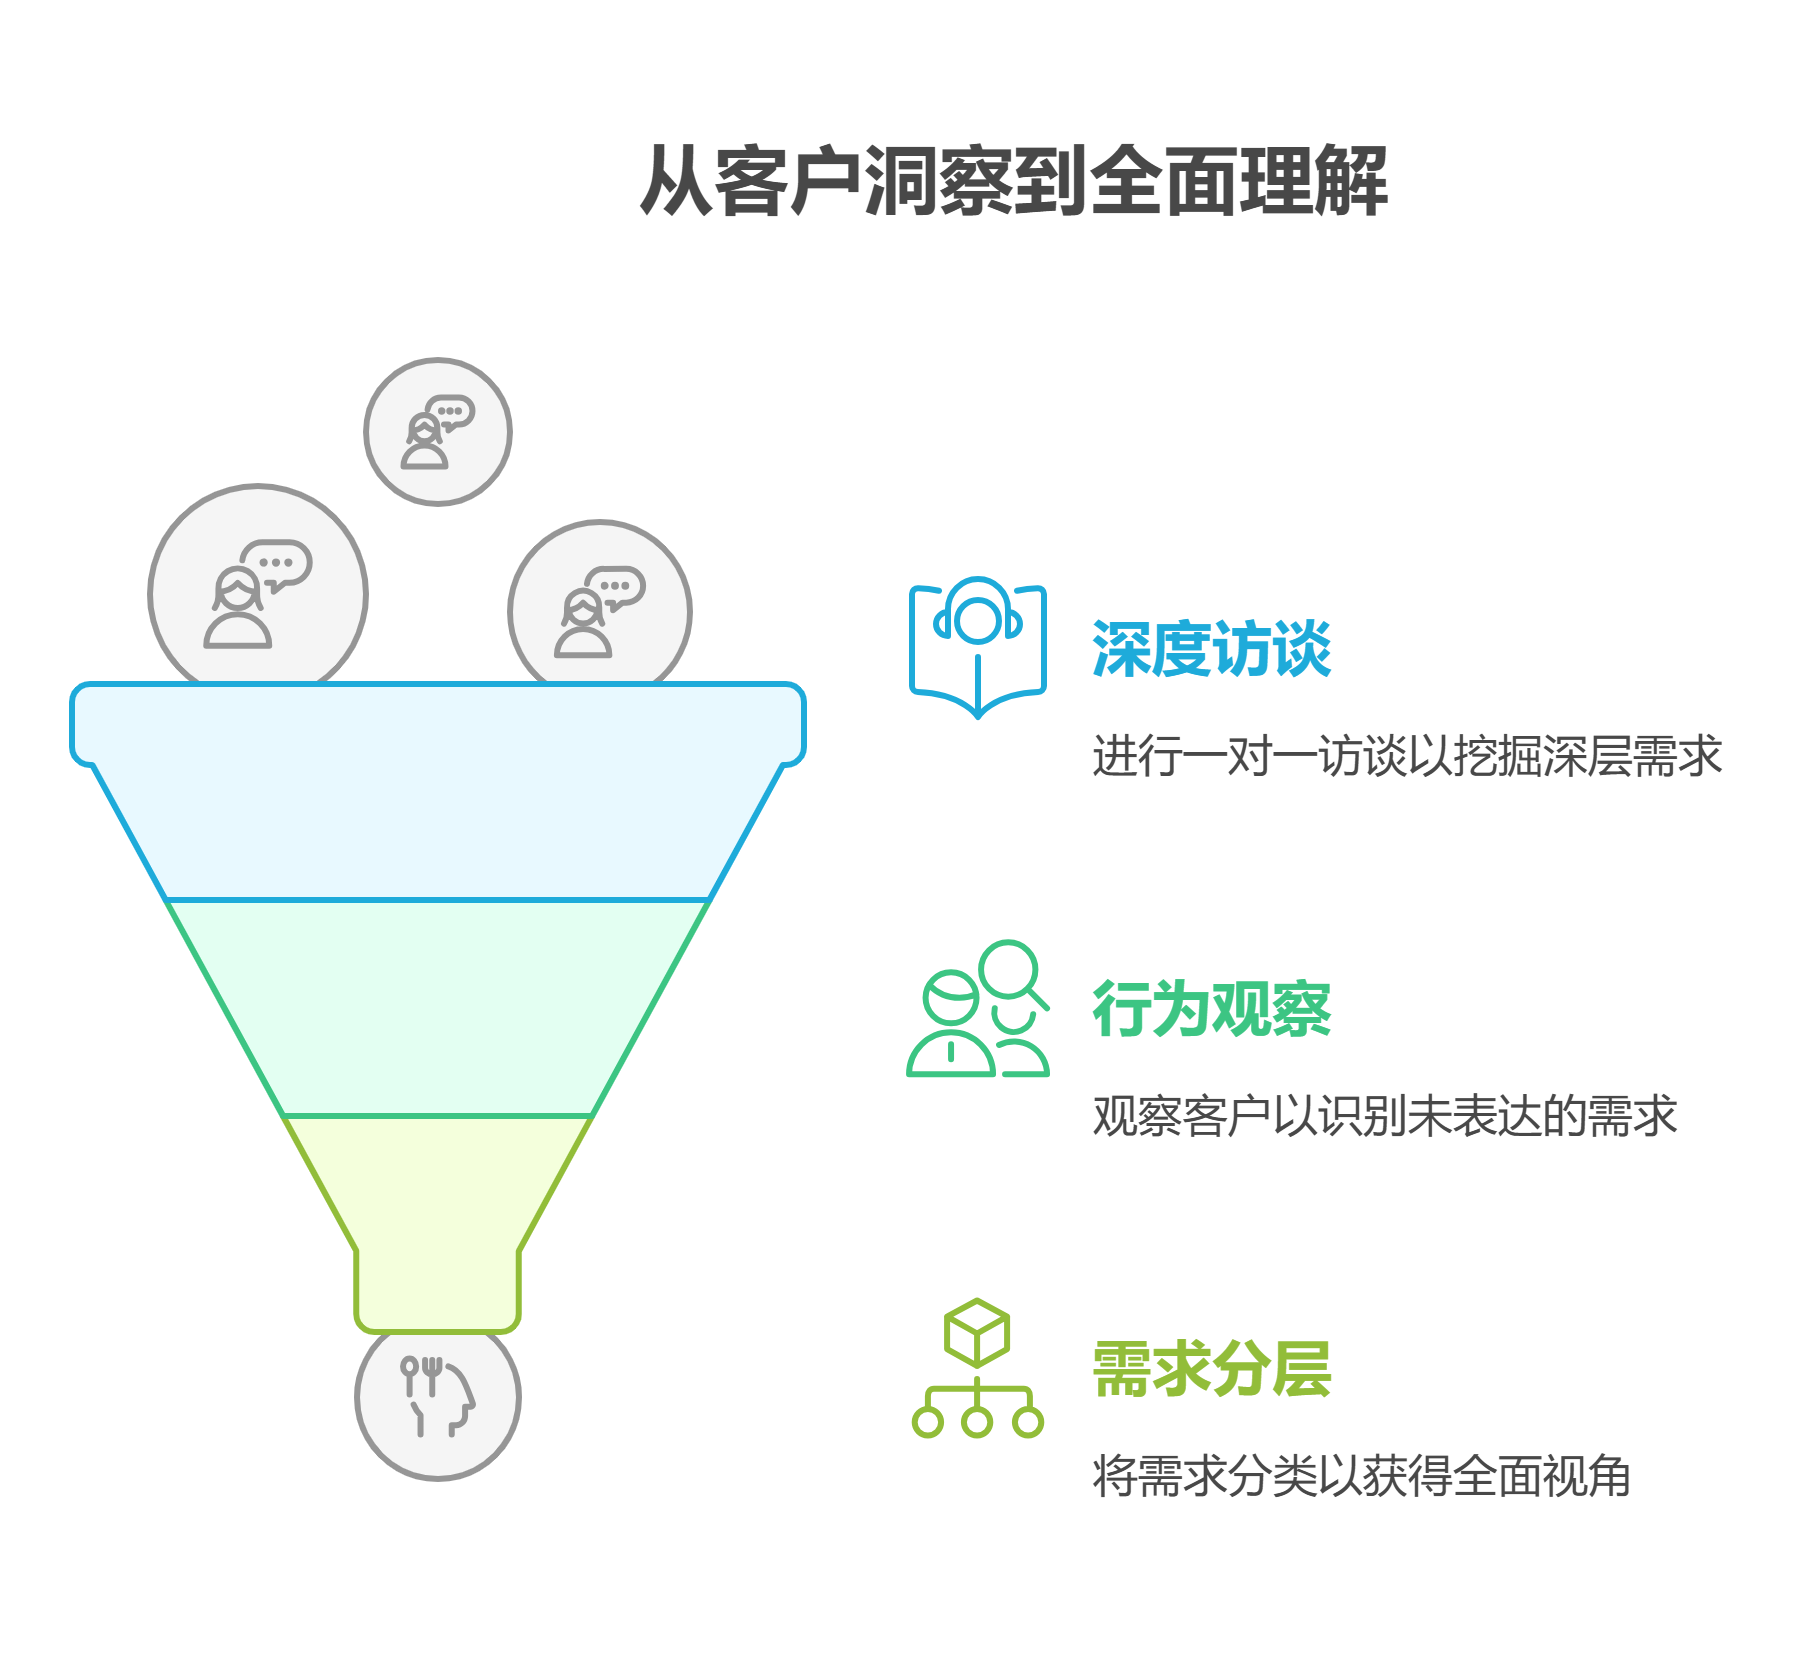 从客户洞察到全面理解
深度访谈
进行一对一访谈以挖掘深层需求
行为观察
观察客户以识别未表达的需求
需求分层
将需求分类以获得全面视角